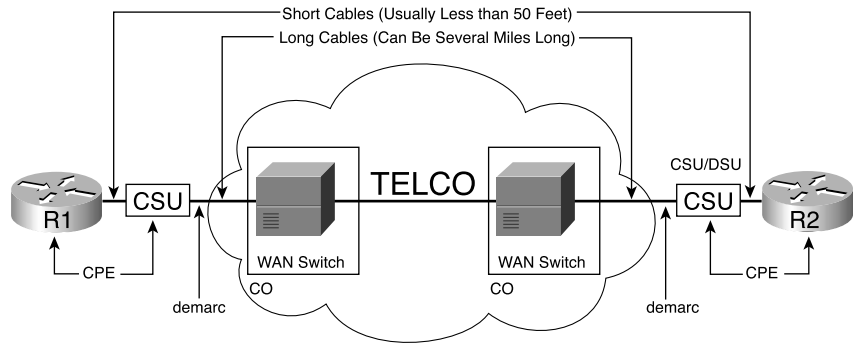 Short Cables (Usually Less than 50 Feet)
Long Cables (Can Be Several Miles Long)
CSU/DSU
TELCO
R1
CSU
CSU
R2
WAN Switch
WAN Switch
CPE
CPE
CO
CO
demarc
demarc